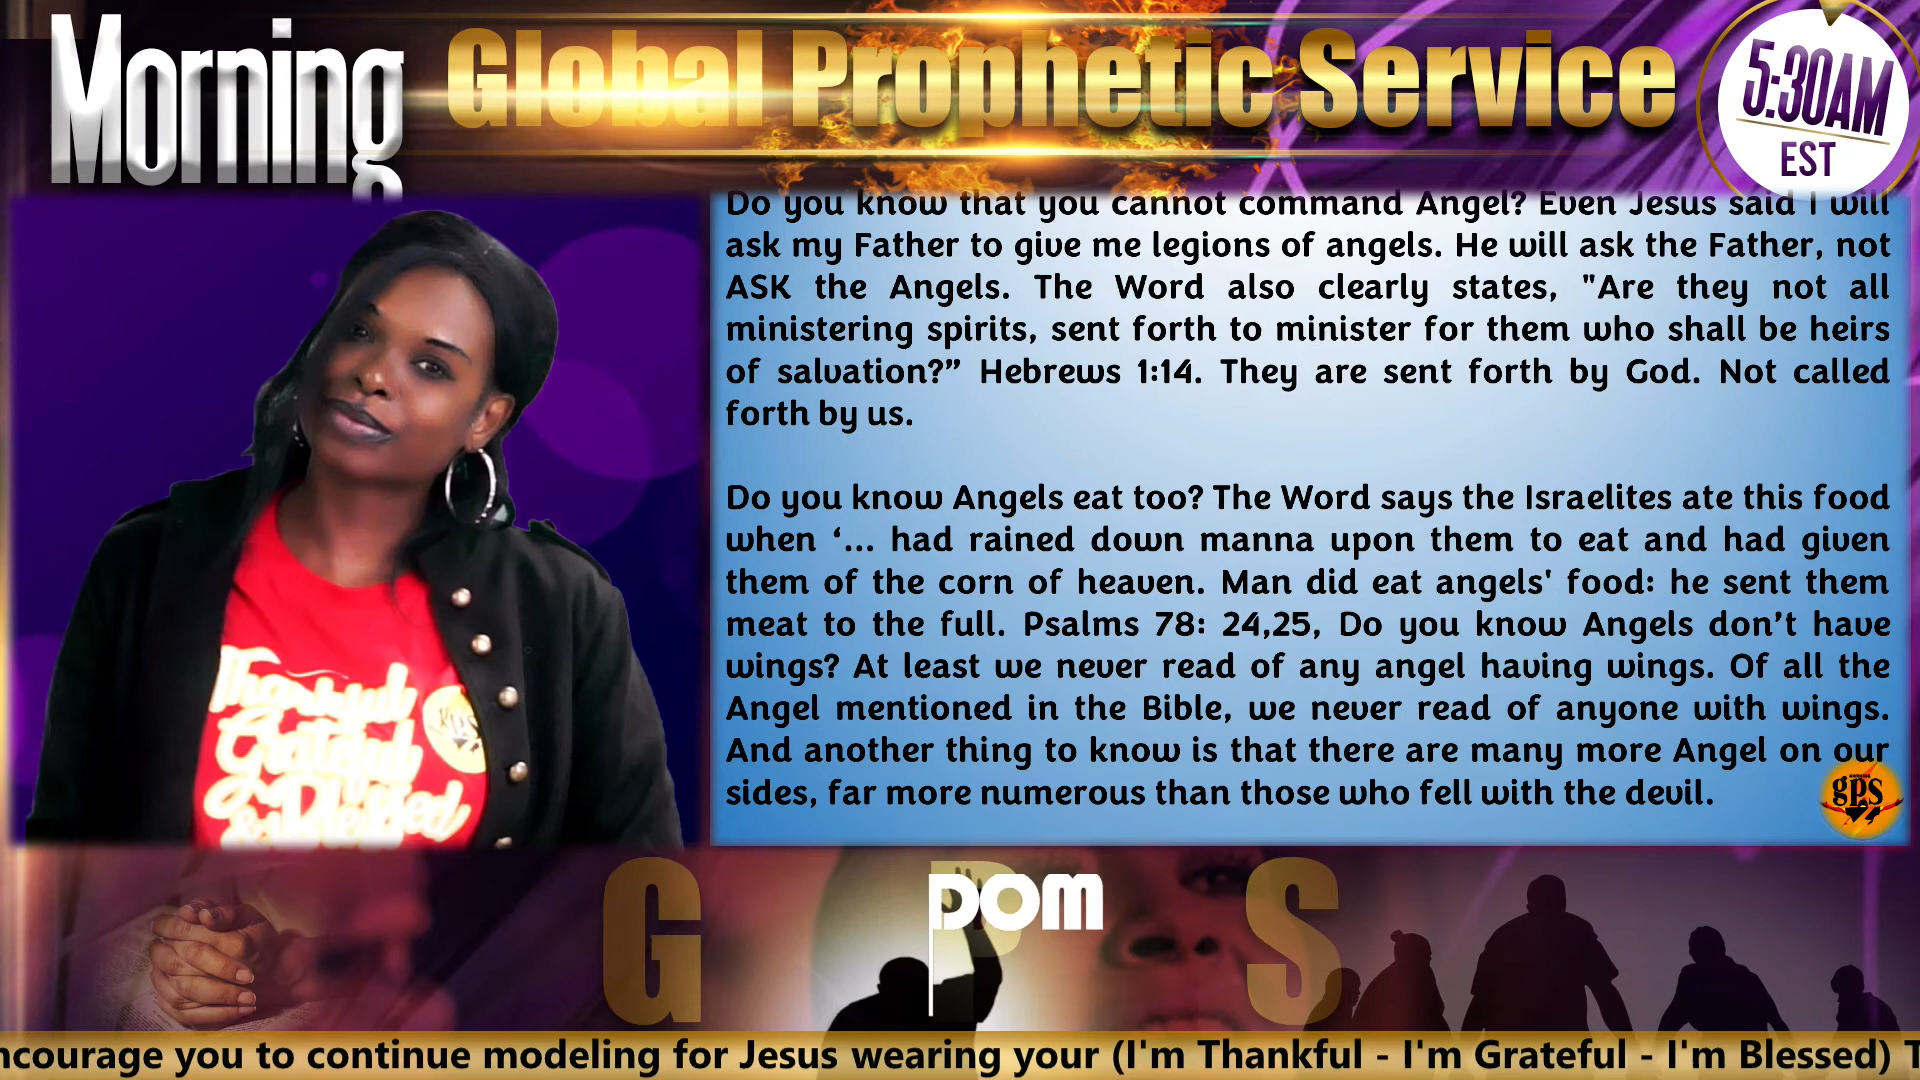 Morning
Global Prophetic Service
5:30AM
EST
Do you know that you cannot command Angel? Even Jesus said I will
ask my Father to give me legions of angels. He will ask the Father, not
ASK the Angels. The Word also clearly states, "Are they not all
ministering spirits, sent forth to minister for them who shall be heirs
of salvation?” Hebrews 1:14. They are sent forth by God. Not called
forth by us.
Do you know Angels eat too? The Word says the Israelites ate this food
when ‘... had rained down manna upon them to eat and had given
them of the corn of heaven. Man did eat angels' food: he sent them
meat to the full. Psalms 78: 24,25, Do you know Angels don’t have
wings? At least we never read of any angel having wings. Of all the
Angel mentioned in the Bible, we never read of anyone with wings.
And another thing to know is that there are many more Angel on our
sides, far more numerous than those who fell with the devil.
gps
Thankful
Grateful
& Blessed
G P S
POM
ncourage you to continue modeling for Jesus wearing your (I'm Thankful - I'm Grateful - I'm Blessed) T